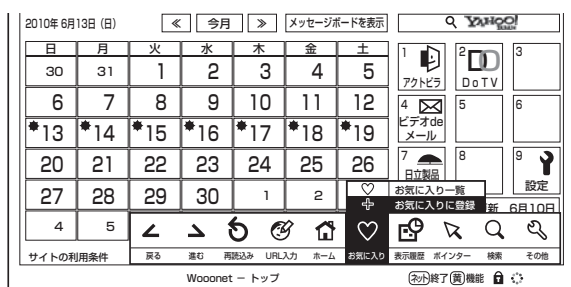 2010年 6月13日（日） ≪ 今月 ≫ メッセージボードを表示
YAHOO! JAPAN
日 月 火 水 木 金 土
30 31 1 2 3 4 5
6 7 8 9 10 11 12
13 14 15 16 17 18 19
20 21 22 23 24 25 26
27 28 29 30 1 2
4 5
1 アクトビラ
2 DoTV
3
4 ビデオde
メール
5
6
7 日立製品
8
9 設定
お気に入り一覧
お気に入りに登録
新 6月10日
戻る 進む 再読込み URL入力 ホーム お気に入り 表示履歴 ポインター 検索 その他
サイトの利用条件
Wooonet － トップ
ネット終了 黄機能